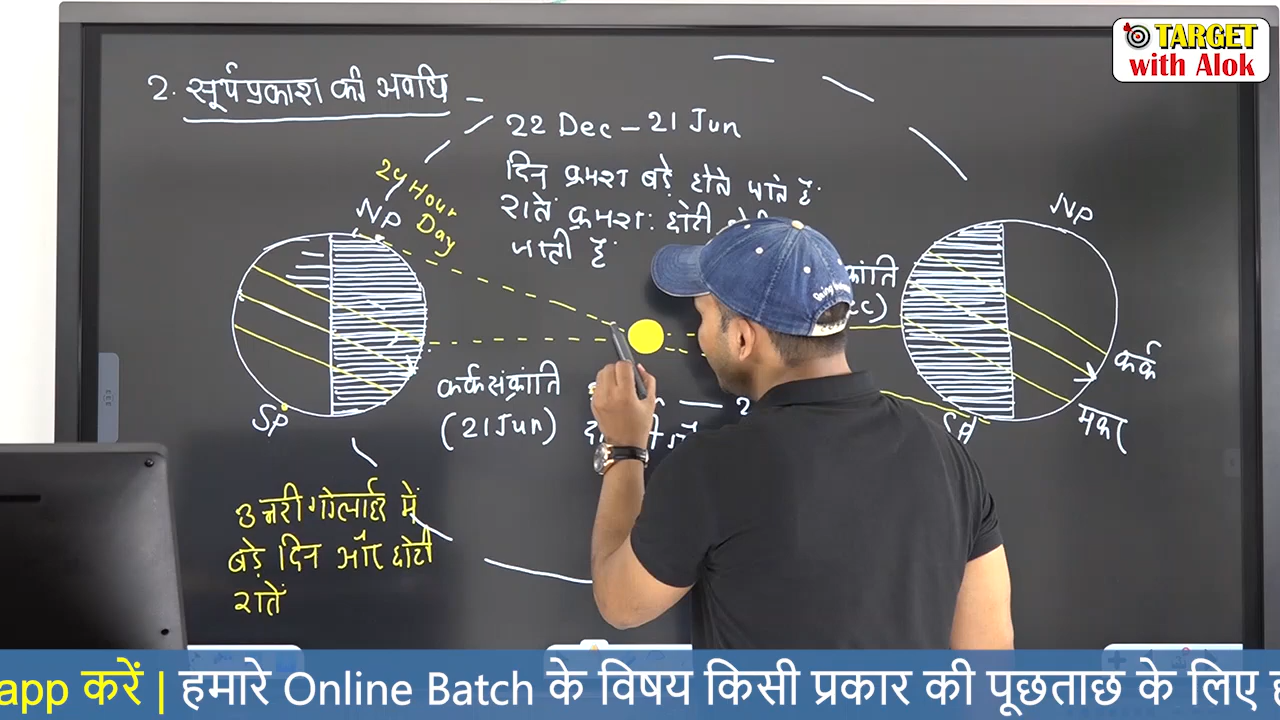 TARGET
with Alok
2. सूर्यप्रकाश की अवधि -
22 Dec - 21 Jun
दिन क्रमश बड़े होते जाते हैं
रातें क्रमश: छोटी
जाती हैं
24 Hour
Day
NP
SP
NP
कर्क
मकर
कर्क संक्रांति
(21 Jun)
उत्तरी गोलार्द्ध में
बड़े दिन और छोटी
रातें
app करें | हमारे Online Batch के विषय किसी प्रकार की पूछताछ के लिए